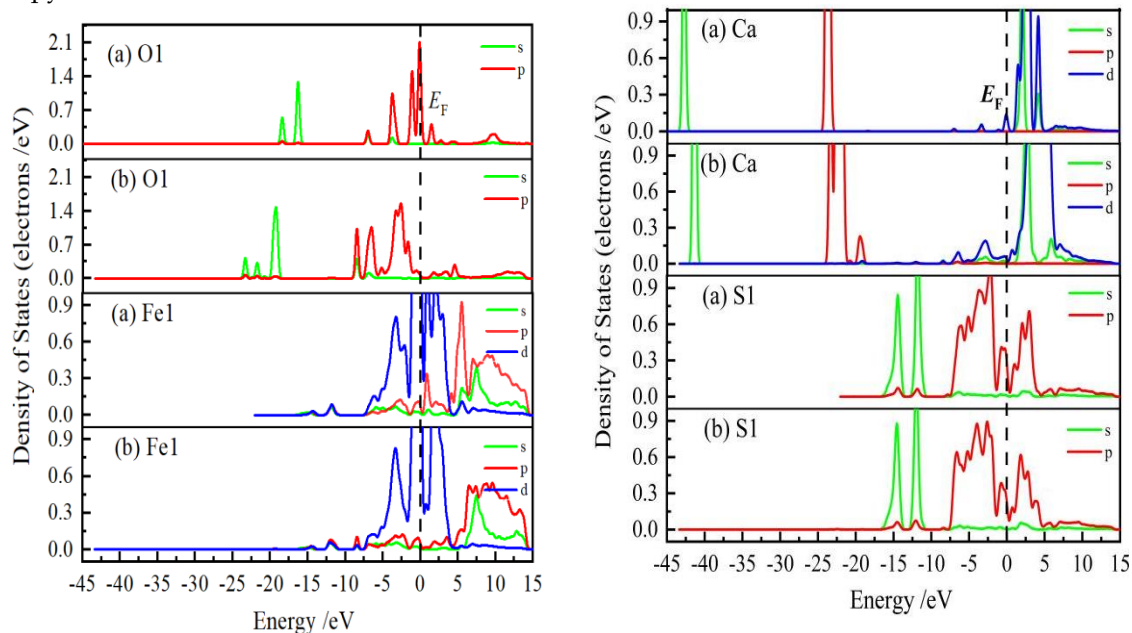 py
Density of States (electrons /eV)
(a) O1
s
p
E_F
2.1
1.4
0.7
0.0
(b) O1
s
p
2.1
1.4
0.7
0.0
(a) Fe1
s
p
d
0.9
0.6
0.3
0.0
(b) Fe1
s
p
d
0.9
0.6
0.3
0.0
-45 -35 -25 -20 -15 -10 -5 0 5 10 15
Energy /eV
Density of States (electrons /eV)
(a) Ca
s
p
d
E_F
0.9
0.6
0.3
0.0
(b) Ca
s
p
d
0.9
0.6
0.3
0.0
(a) S1
s
p
0.9
0.6
0.3
0.0
(b) S1
s
p
0.9
0.6
0.3
0.0
-45 -35 -25 -20 -15 -10 -5 0 5 10 15
Energy /eV